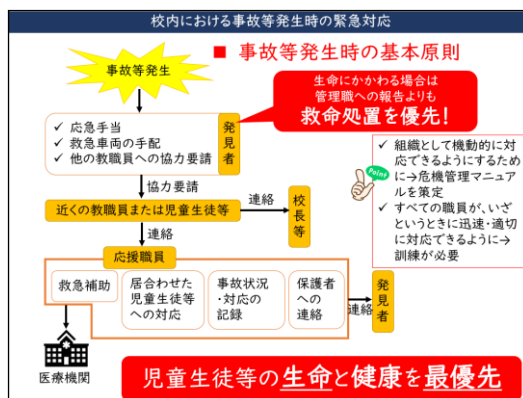 校内における事故等発生時の緊急対応
■ 事故等発生時の基本原則
事故等発生
生命にかかわる場合は
管理職への報告よりも
救命処置を優先！
✓ 応急手当
✓ 救急車両の手配
✓ 他の教職員への協力要請
発見者
協力要請
近くの教職員または児童生徒等
連絡
校長等
連絡
応援職員
救急補助
居合わせた
児童生徒等
への対応
事故状況
・対応の
記録
保護者
への
連絡
連絡
発見者
医療機関
Point
✓ 組織として機動的に対
応できるようにするため
に→危機管理マニュア
ルを策定
✓ すべての職員が、いざ
というときに迅速・適切
に対応できるように→
訓練が必要
児童生徒等の生命と健康を最優先